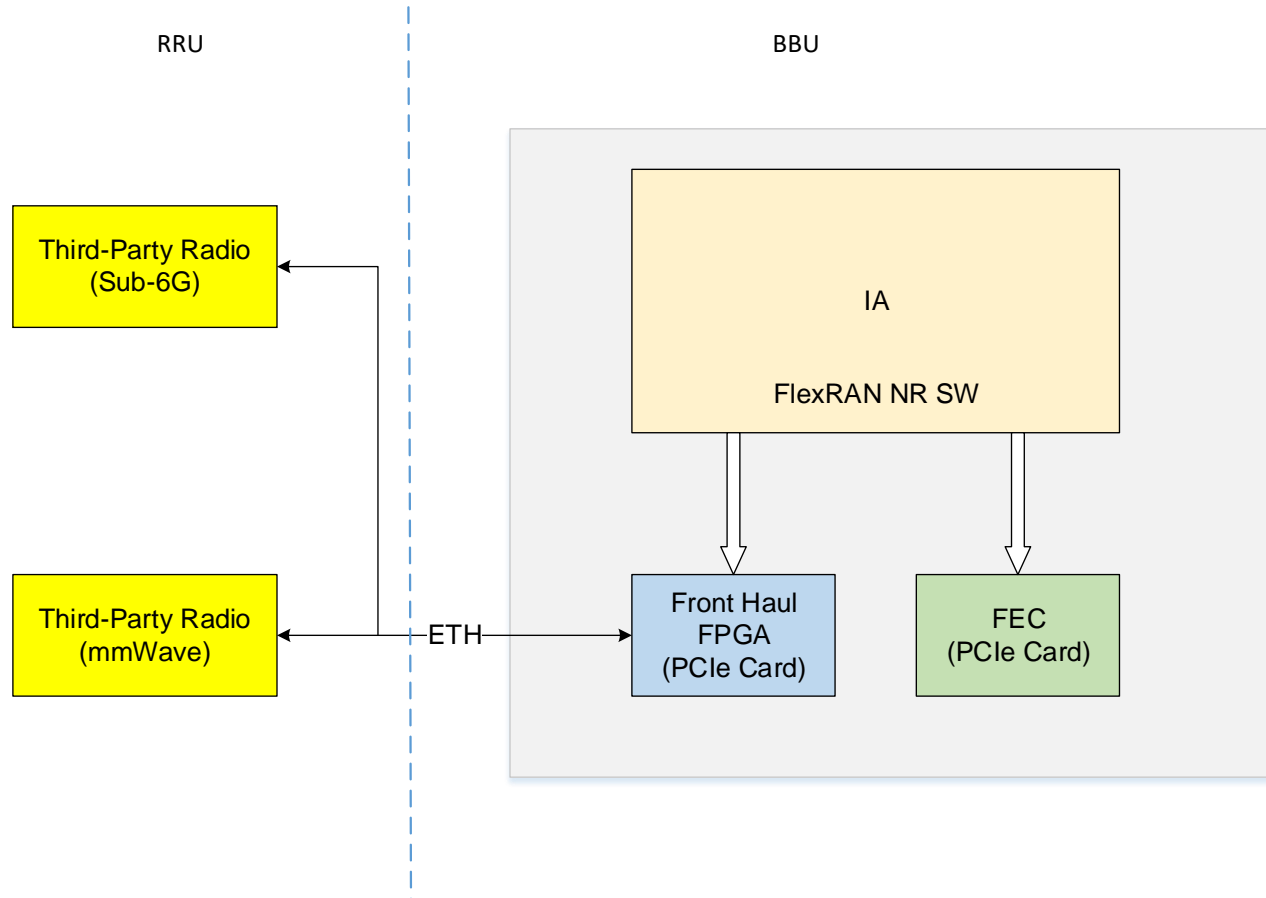 RRU
BBU
Third-Party Radio
(Sub-6G)
IA
FlexRAN NR SW
Third-Party Radio
(mmWave)
ETH
Front Haul
FPGA
(PCIe Card)
FEC
(PCIe Card)